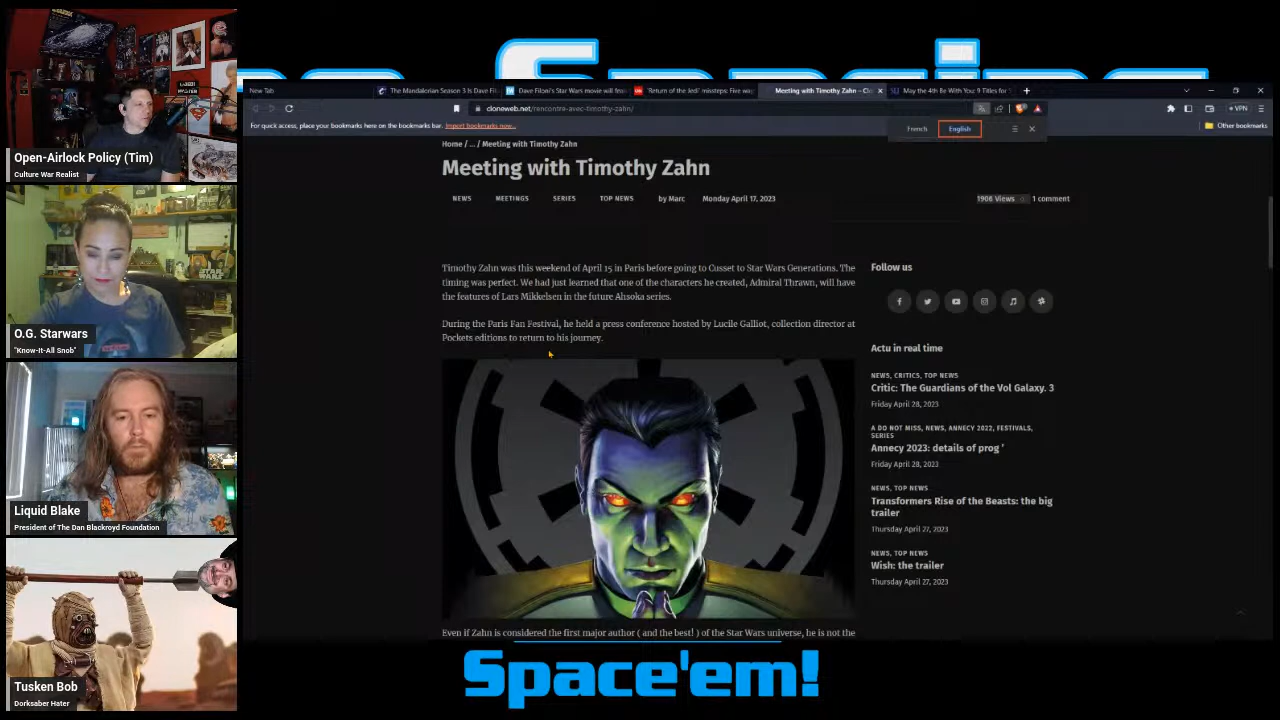 Open-Airlock Policy (Tim)
Culture War Realist
O.G. Starwars
"Know-It-All Snob"
Liquid Blake
President of The Dan Blackroyd Foundation
Tusken Bob
Dorksaber Hater
New Tab
The Mandalorian Season 3 Is Dave Fil
Dave Filoni's Star Wars movie will fea
'Return of the Jedi' missteps: Five way
Meeting with Timothy Zahn – Clo
May the 4th Be With You: 9 Titles for
cloneweb.net/rencontre-avec-timothy-zahn/
VPN
For quick access, place your bookmarks here on the bookmarks bar. Import bookmarks now...
Other bookmarks
French
English
Home / ... / Meeting with Timothy Zahn
Meeting with Timothy Zahn
NEWS MEETINGS SERIES TOP NEWS by Marc Monday April 17, 2023
1906 Views 1 comment
Timothy Zahn was this weekend of April 15 in Paris before going to Cusset to Star Wars Generations. The
timing was perfect. We had just learned that one of the characters he created, Admiral Thrawn, will have
the features of Lars Mikkelsen in the future Ahsoka series.
During the Paris Fan Festival, he held a press conference hosted by Lucile Galliot, collection director at
Pockets editions to return to his journey.
Even if Zahn is considered the first major author ( and the best! ) of the Star Wars universe, he is not the
Follow us
Actu in real time
NEWS, CRITICS, TOP NEWS
Critic: The Guardians of the Vol Galaxy. 3
Friday April 28, 2023
A DO NOT MISS, NEWS, ANNECY 2022, FESTIVALS,
SERIES
Annecy 2023: details of prog '
Friday April 28, 2023
NEWS, TOP NEWS
Transformers Rise of the Beasts: the big
trailer
Thursday April 27, 2023
NEWS, TOP NEWS
Wish: the trailer
Thursday April 27, 2023
Space'em!